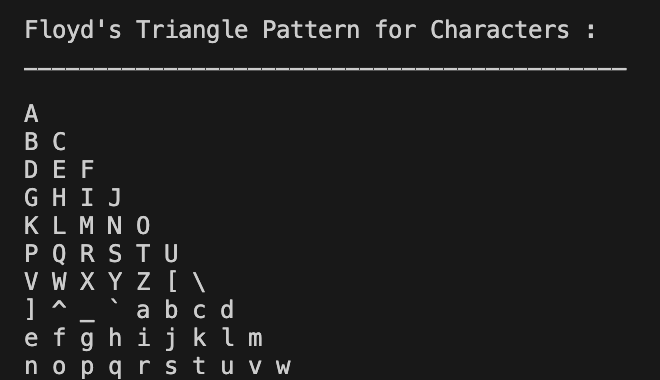 Floyd's Triangle Pattern for Characters :
___________________________________________
A
B C
D E F
G H I J
K L M N O
P Q R S T U
V W X Y Z [ \
] ^ _ ` a b c d
e f g h i j k l m
n o p q r s t u v w